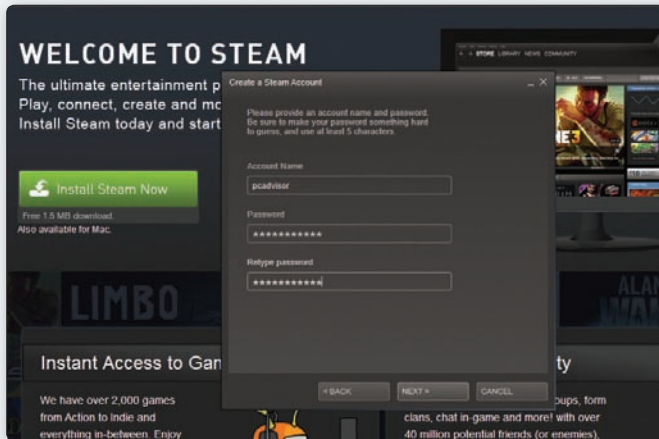 WELCOME TO STEAM
The ultimate entertainment p
Play, connect, create and mo
Install Steam today and start
Install Steam Now
Free 1.5 MB download.
Also available for Mac.
STORE LIBRARY NEWS COMMUNITY
Create a Steam Account
Please provide an account name and password.
Be sure to make your password something hard
to guess, and use at least 5 characters.
Account Name
pcadvisor
Password
***********
Retype password
***********
< BACK
NEXT >
CANCEL
LIMBO
ALAN
WAK
Instant Access to Gam
ty
We have over 2,000 games
from Action to Indie and
everything in-between. Enjoy
oups, form
clans, chat in-game and more! with over
40 million potential friends (or enemies),